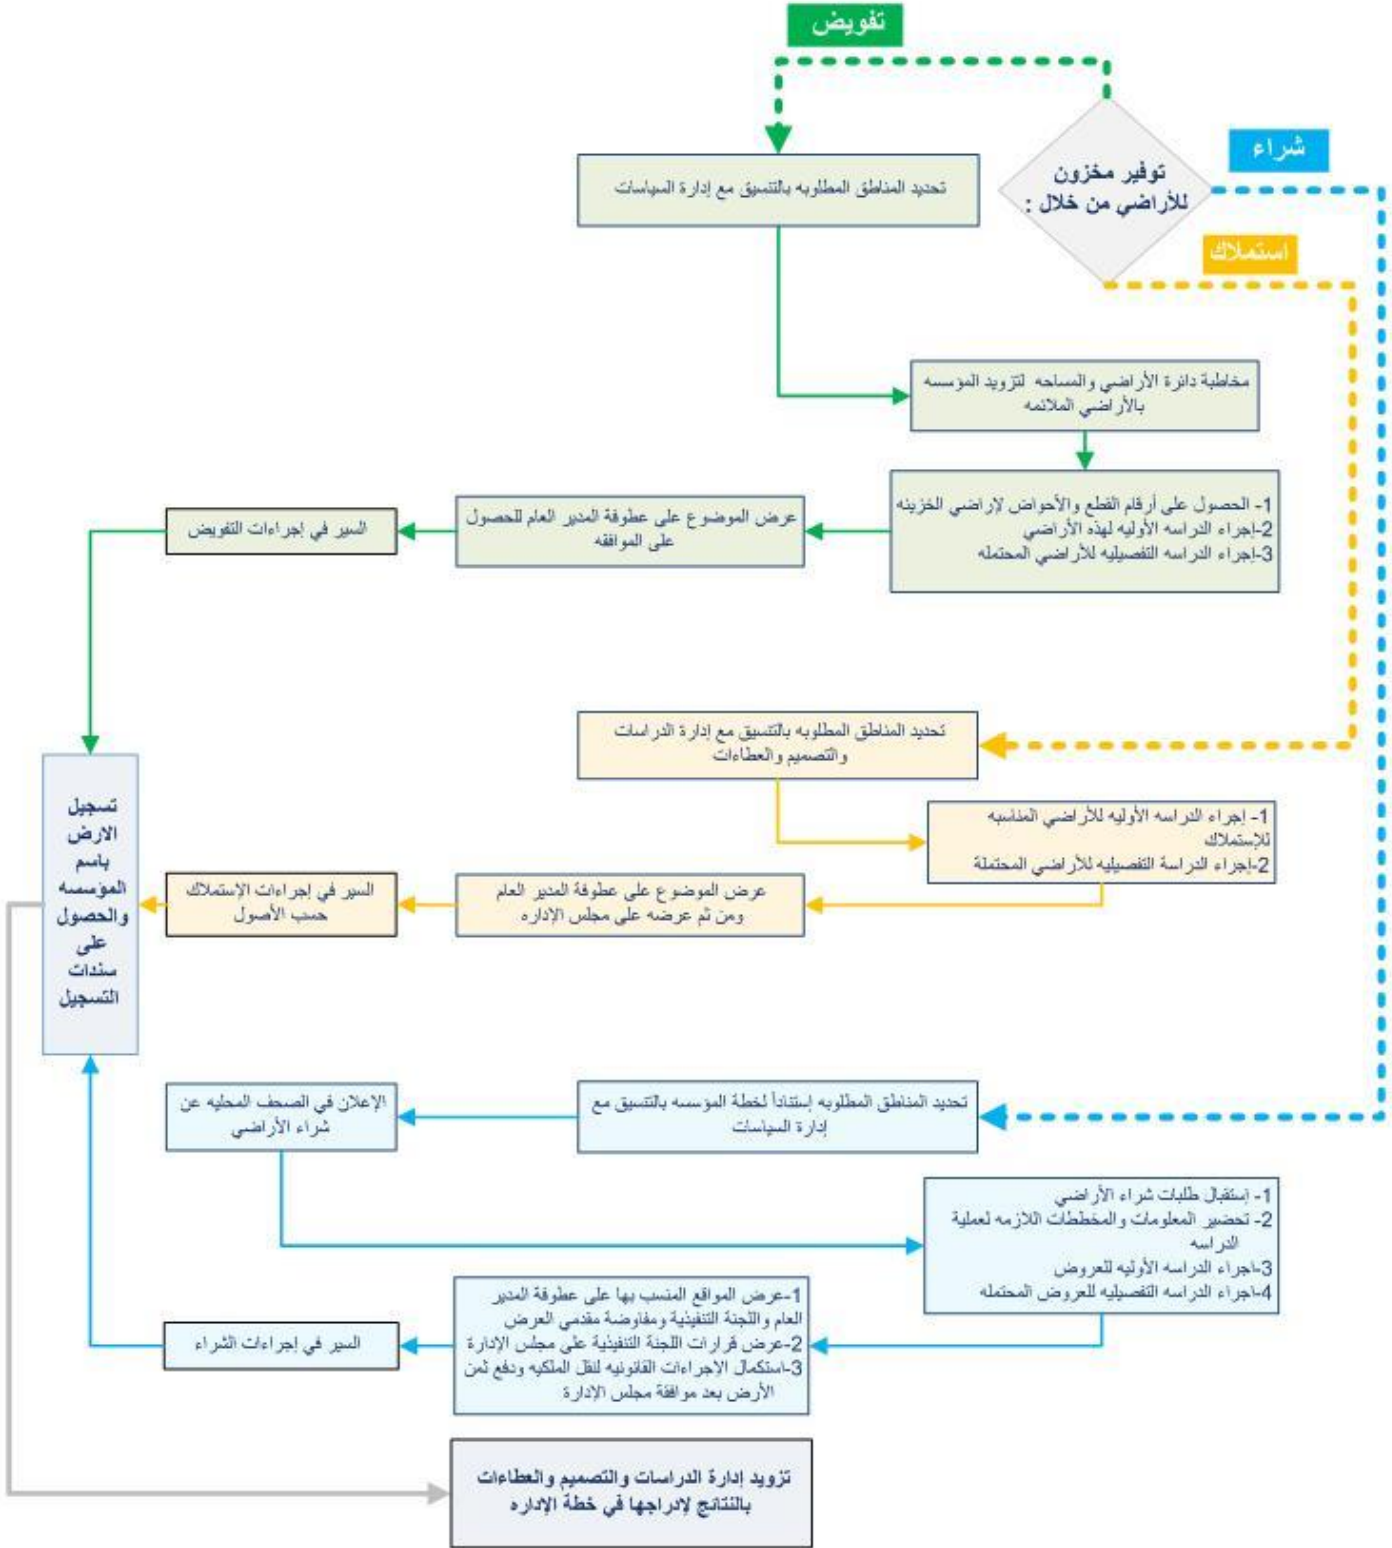 تفويض
توفير مخزون
للأراضي من خلال :
شراء
استملاك
تحديد المناطق المطلوبه بالتنسيق مع إدارة السياسات
مخاطبة دائرة الأراضي والمساحه لتزويد المؤسسه
بالأراضي الملائمه
1- الحصول على أرقام القطع والأحواض لإراضي الخزينه
2-إجراء الدراسه الأوليه لهذه الأراضي
3-إجراء الدراسه التفصيليه للأراضي المحتمله
عرض الموضوع على عطوفة المدير العام للحصول
على الموافقه
السير في إجراءات التفويض
تحديد المناطق المطلوبه بالتنسيق مع إدارة الدراسات
والتصميم والعطاءات
1- إجراء الدراسه الأوليه للأراضي المناسبه
للإستملاك
2-إجراء الدراسة التفصيليه للأراضي المحتملة
عرض الموضوع على عطوفة المدير العام
ومن ثم عرضه على مجلس الإداره
السير في إجراءات الإستملاك
حسب الأصول
تسجيل
الارض
باسم
المؤسسه
والحصول
على
سندات
التسجيل
تحديد المناطق المطلوبه إستناداً لخطة المؤسسه بالتنسيق مع
إدارة السياسات
الإعلان في الصحف المحليه عن
شراء الأراضي
1- إستقبال طلبات شراء الأراضي
2- تحضير المعلومات والمخططات اللازمه لعملية
الدراسه
3-اجراء الدراسه الأوليه للعروض
4-اجراء الدراسه التفصيليه للعروض المحتمله
1-عرض المواقع المنسب بها على عطوفة المدير
العام واللجنة التنفيذية ومفاوضة مقدمي العرض
2-عرض قرارات اللجنة التنفيذية على مجلس الإدارة
3-استكمال الاجراءات القانونيه لنقل الملكيه ودفع ثمن
الأرض بعد موافقة مجلس الإدارة
السير في إجراءات الشراء
تزويد إدارة الدراسات والتصميم والعطاءات
بالنتائج لإدراجها في خطة الإداره